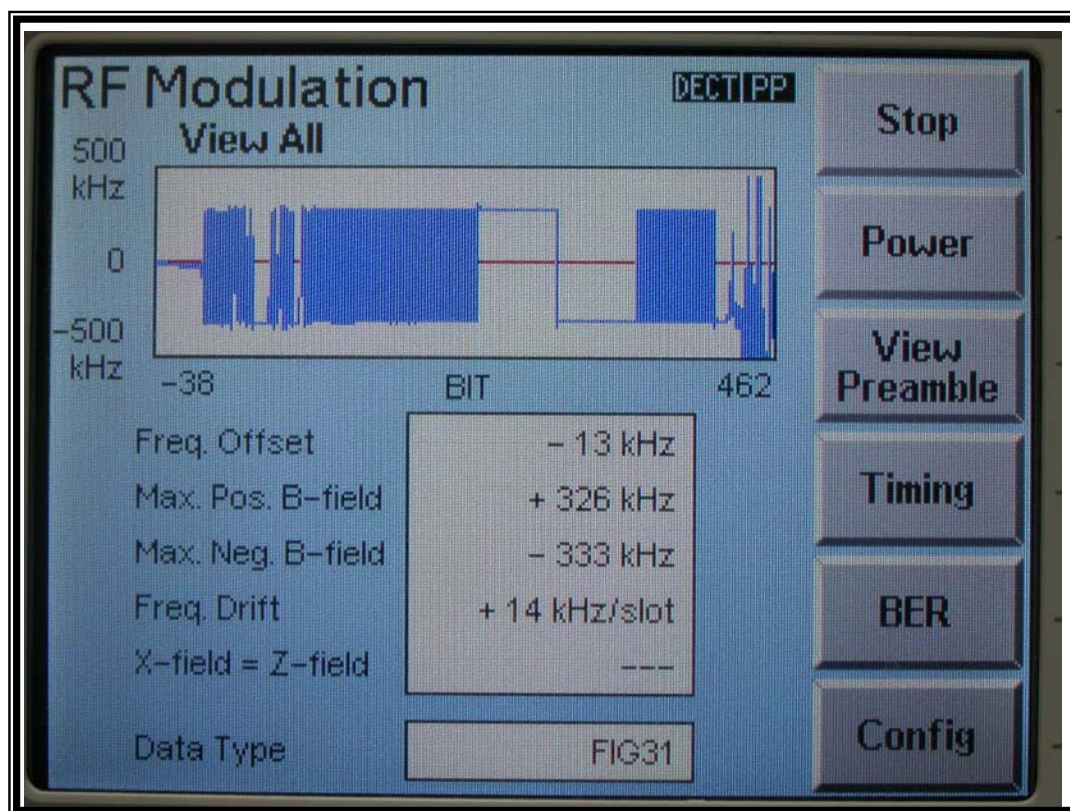 RF Modulation
DECT PP
View All
500
kHz
0
-500
kHz
-38
BIT
462
Freq. Offset
- 13 kHz
Max. Pos. B-field
+ 326 kHz
Max. Neg. B-field
- 333 kHz
Freq. Drift
+ 14 kHz/slot
X-field = Z-field
---
Data Type
FIG31
Stop
Power
View
Preamble
Timing
BER
Config